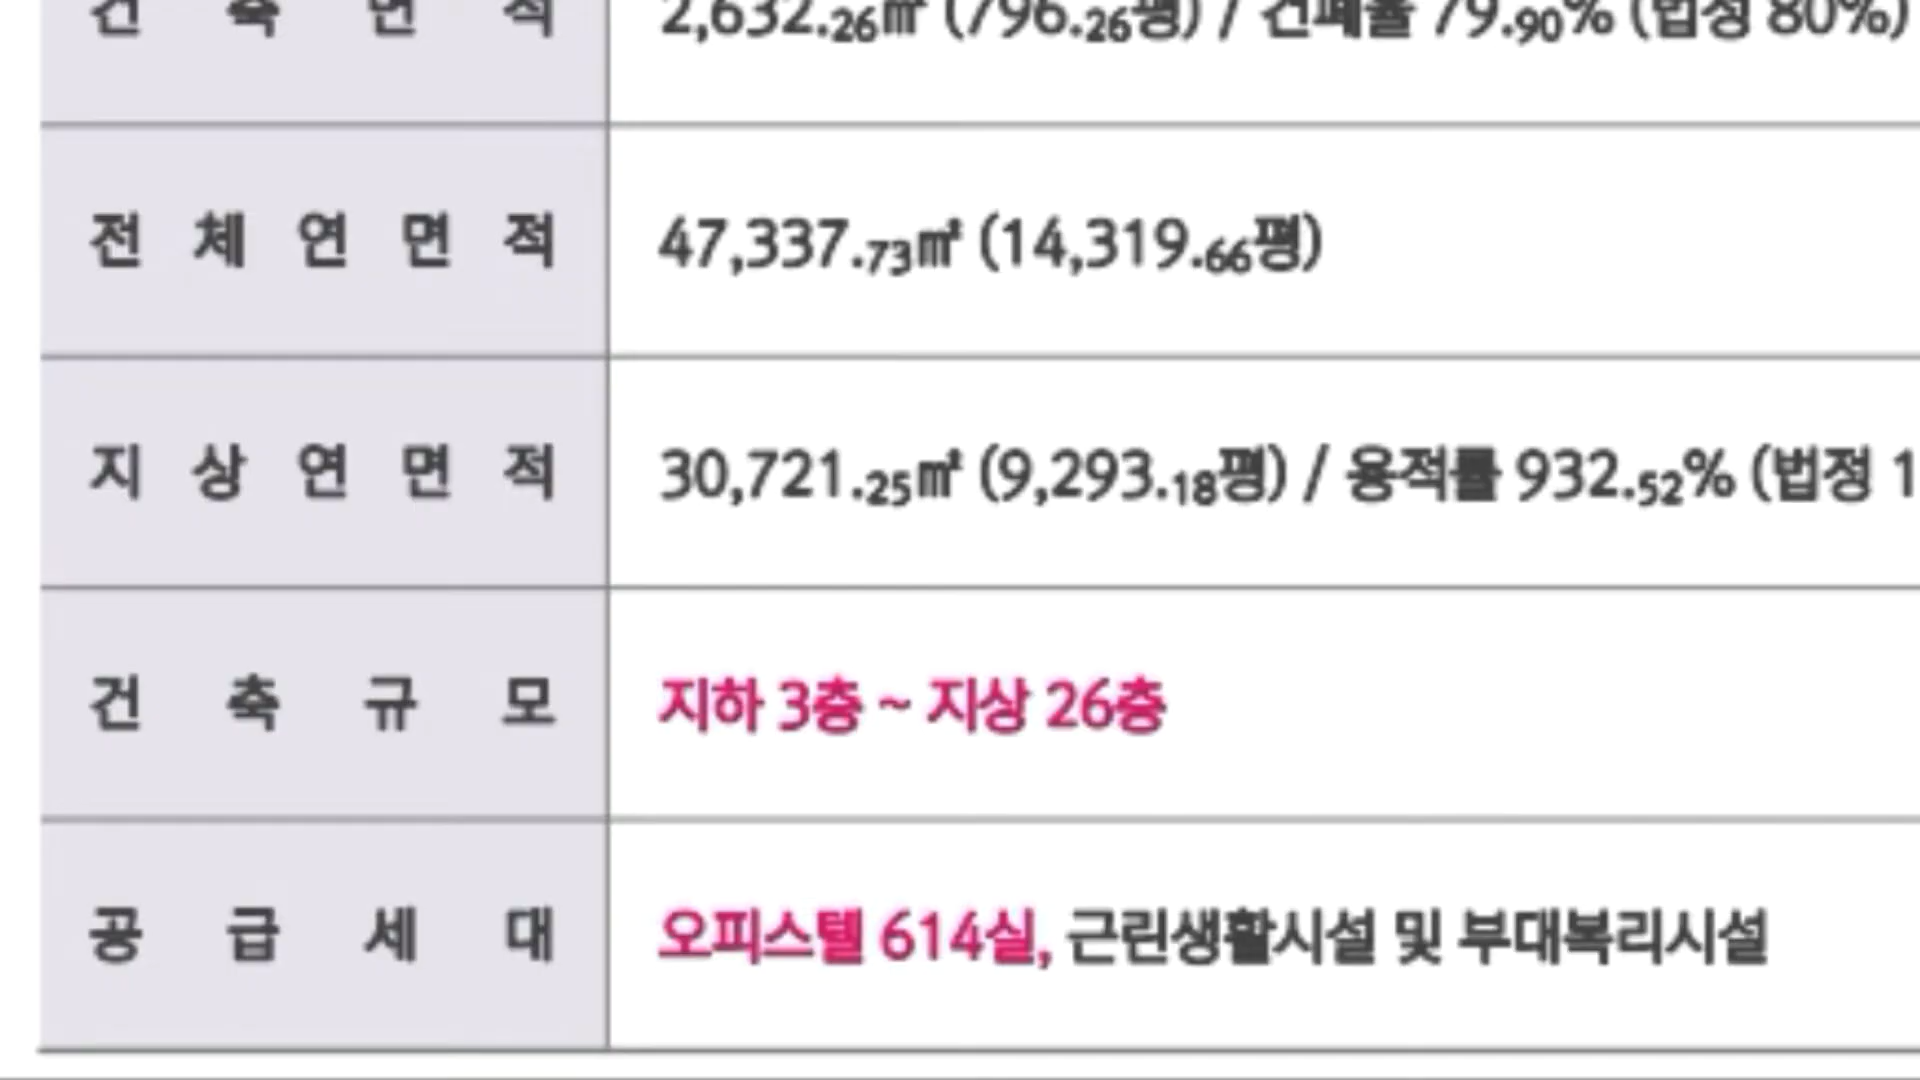 건축면적 2,632.26㎡ (796.26평) / 건폐율 79.90% (법정 80%)
전체연면적 47,337.73㎡ (14,319.66평)
지상연면적 30,721.25㎡ (9,293.18평) / 용적률 932.52% (법정 1
건축규모 지하 3층 ~ 지상 26층
공급세대 오피스텔 614실, 근린생활시설 및 부대복리시설